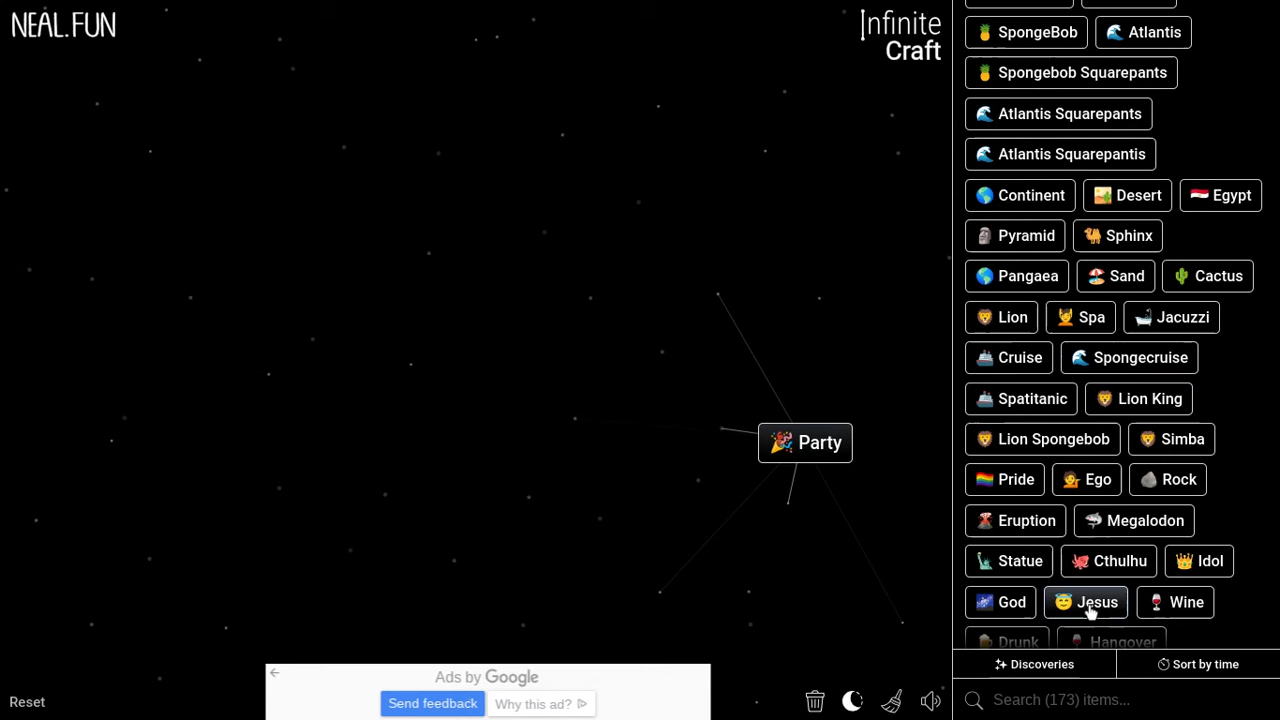 NEAL.FUN
Infinite
Craft
Party
SpongeBob Atlantis
Spongebob Squarepants
Atlantis Squarepants
Atlantis Squarepantis
Continent Desert Egypt
Pyramid Sphinx
Pangaea Sand Cactus
Lion Spa Jacuzzi
Cruise Spongecruise
Spatitanic Lion King
Lion Spongebob Simba
Pride Ego Rock
Eruption Megalodon
Statue Cthulhu Idol
God Jesus Wine
Drunk Hangover
Discoveries Sort by time
Search (173) items...
Ads by Google
Send feedback Why this ad?
Reset